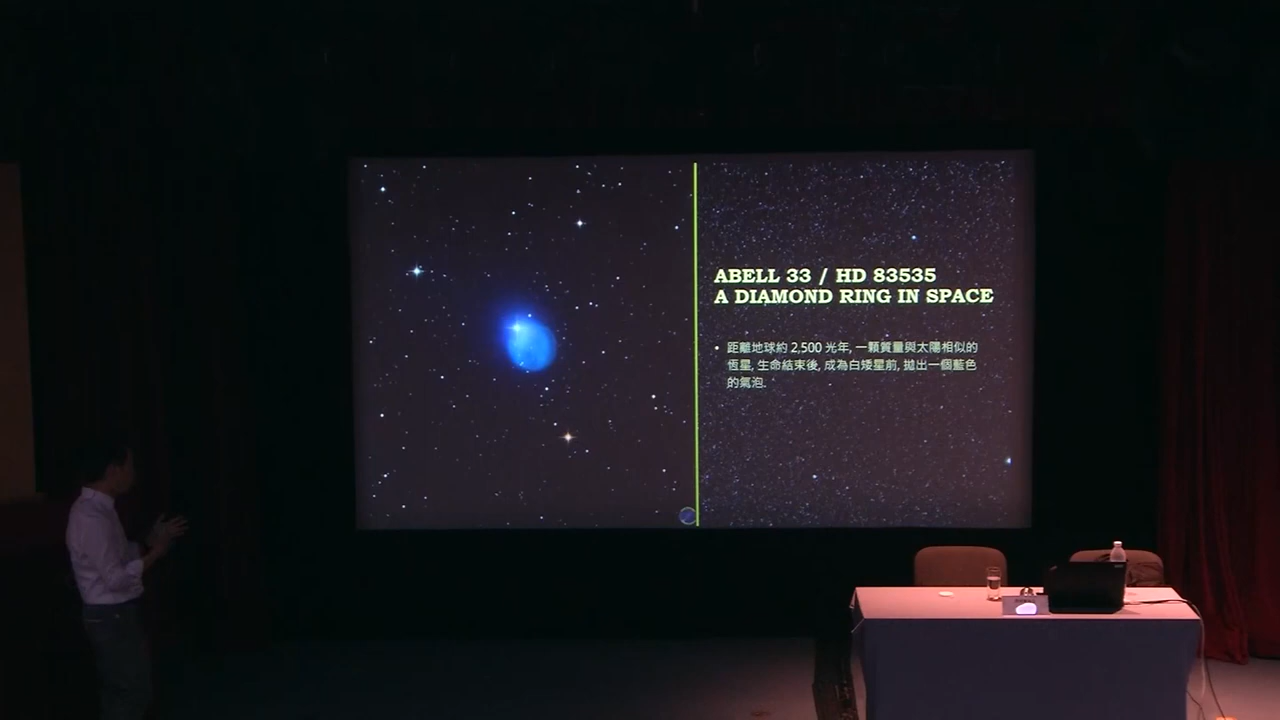 ABELL 33 / HD 83535
A DIAMOND RING IN SPACE
• 距離地球約 2,500 光年, 一顆質量與太陽相似的
恆星, 生命結束後, 成為白矮星前, 拋出一個藍色
的氣泡.